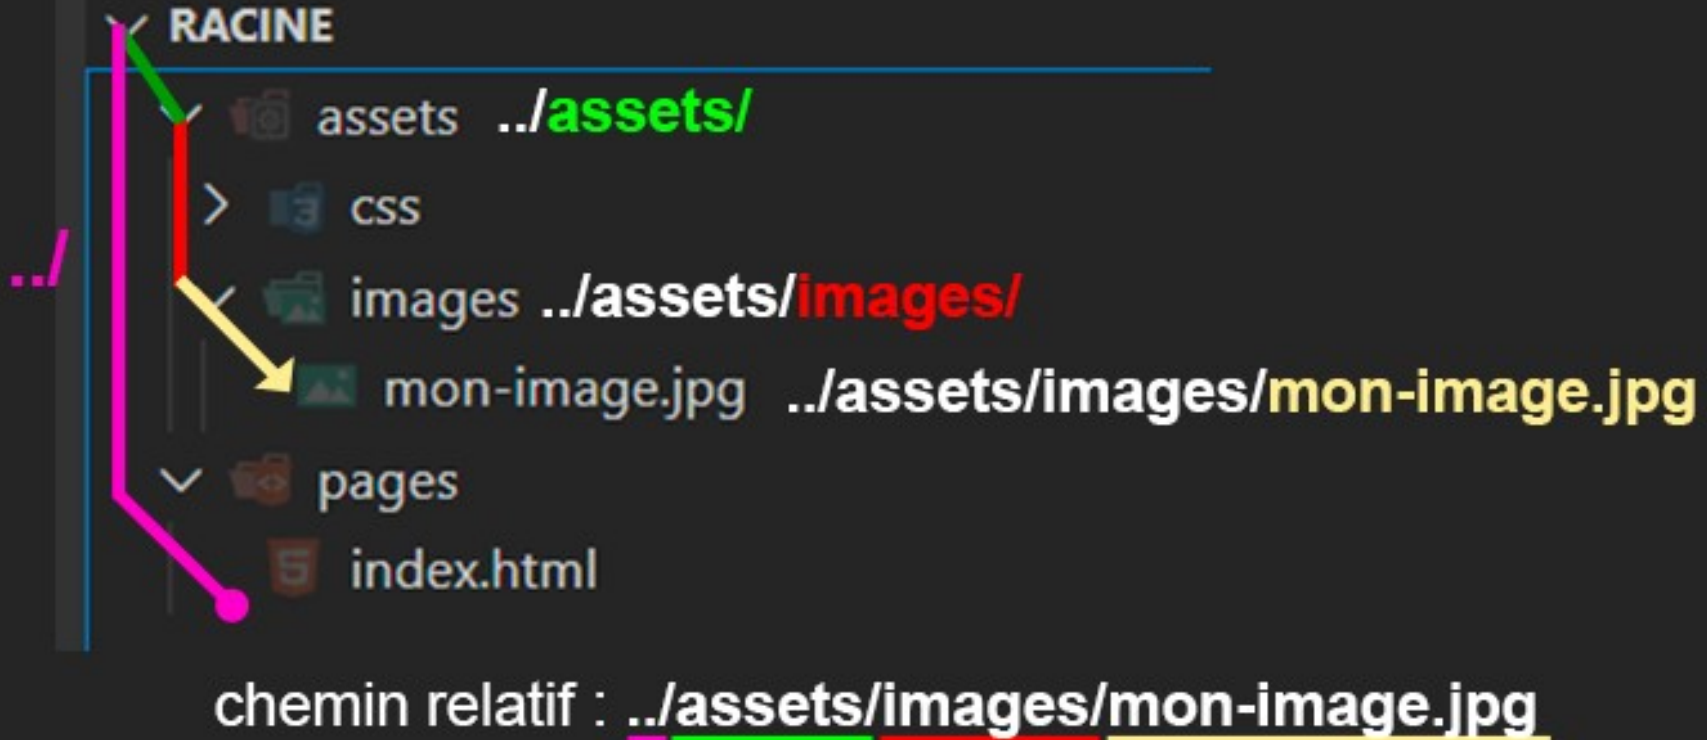 RACINE
assets ../assets/
css
../
images ../assets/images/
mon-image.jpg ../assets/images/mon-image.jpg
pages
index.html
chemin relatif : ../assets/images/mon-image.jpg